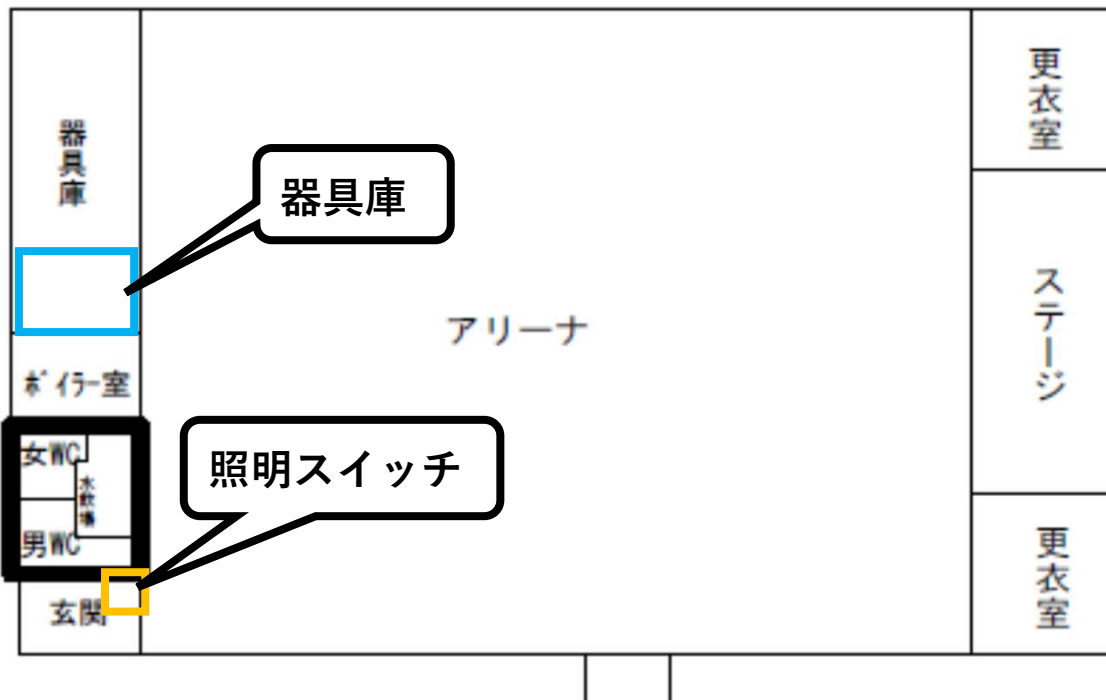 器具庫
更衣室
器具庫
アリーナ
ステージ
ボイラー室
女WC
水飲場
照明スイッチ
男WC
玄関
更衣室